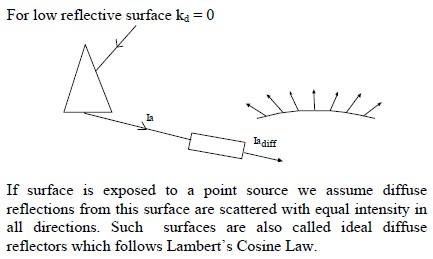 For low reflective surface kd = 0
Ia
Iadiff
If surface is exposed to a point source we assume diffuse
reflections from this surface are scattered with equal intensity in
all directions. Such surfaces are also called ideal diffuse
reflectors which follows Lambert's Cosine Law.